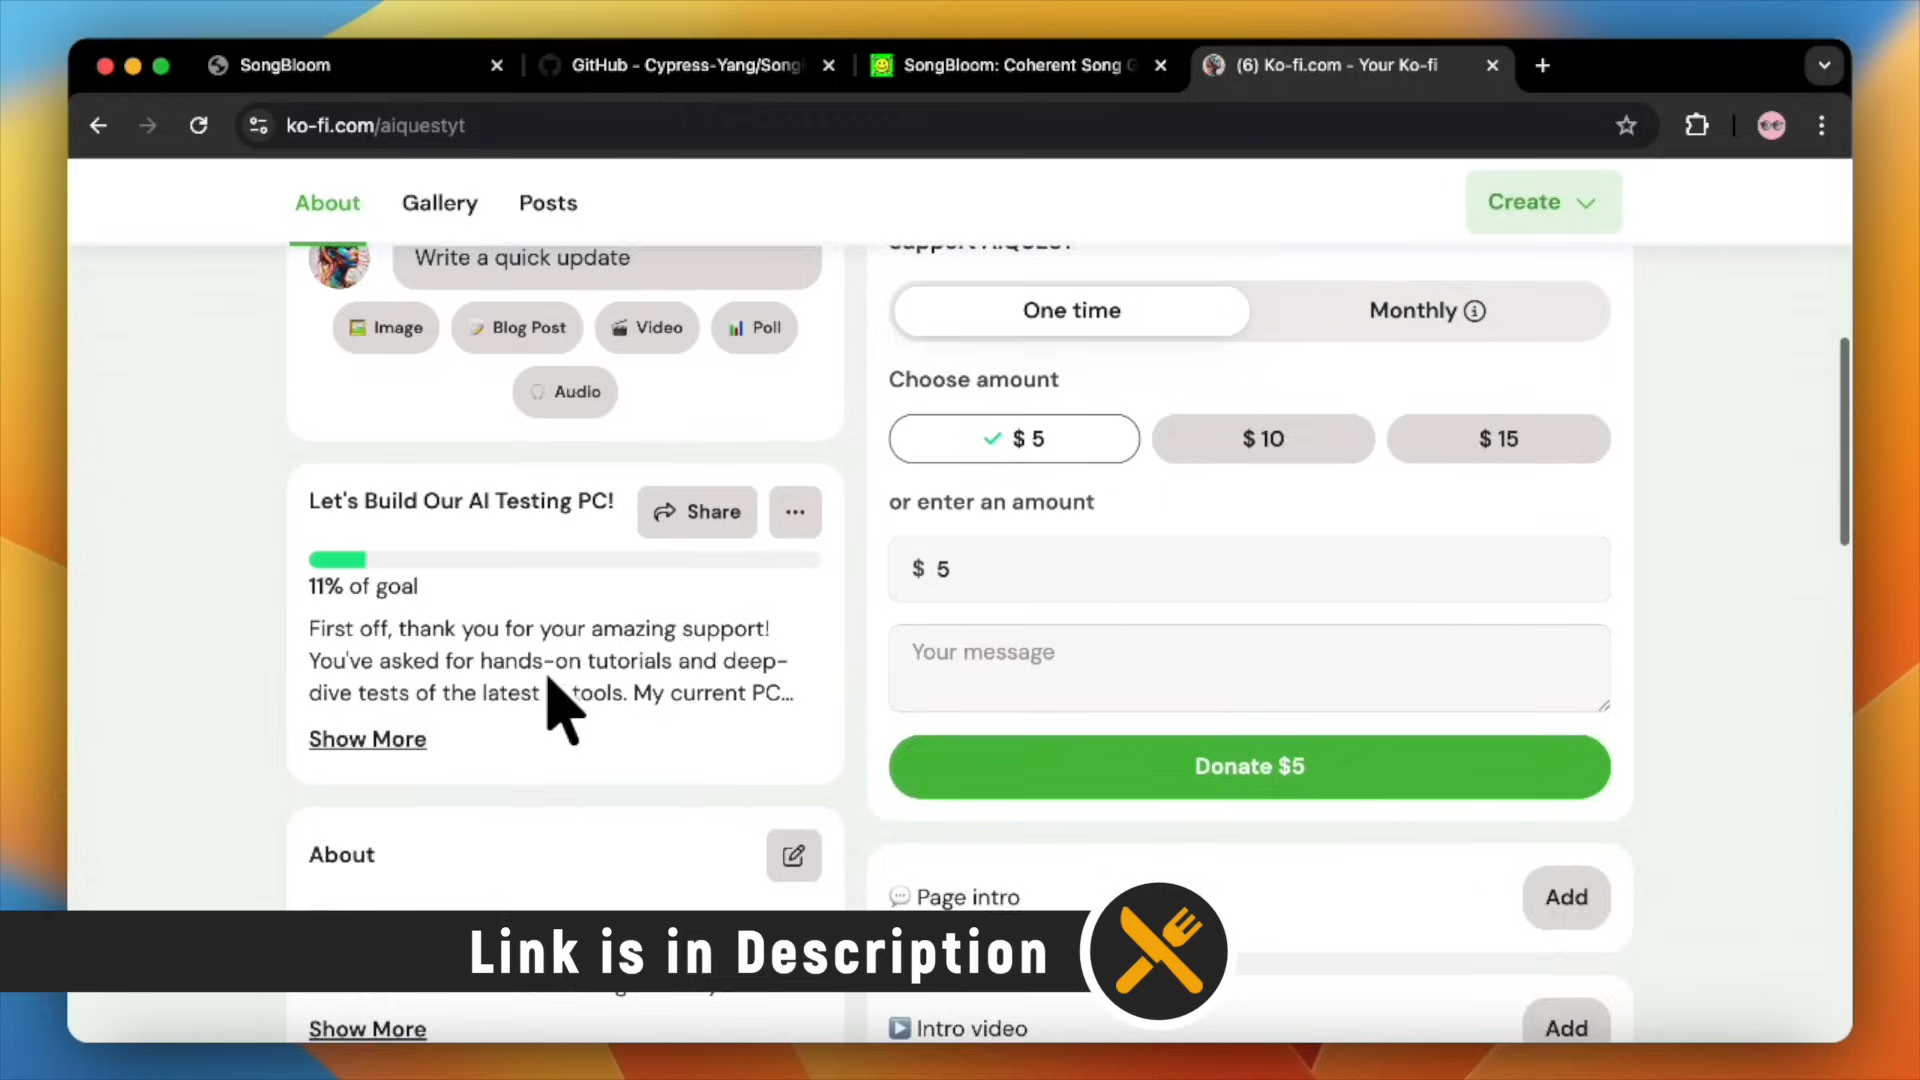 SongBloom
GitHub - Cypress-Yang/Song
SongBloom: Coherent Song G
(6) Ko-fi.com - Your Ko-fi
ko-fi.com/aiquestyt
About
Gallery
Posts
Create
Write a quick update
Image
Blog Post
Video
Poll
Audio
Let's Build Our AI Testing PC!
Share
11% of goal
First off, thank you for your amazing support!
You've asked for hands-on tutorials and deep-
dive tests of the latest tools. My current PC...
Show More
About
Show More
Support AIQUEST
One time
Monthly
Choose amount
$ 5
$ 10
$ 15
or enter an amount
$ 5
Your message
Donate $5
Page intro
Add
Intro video
Add
Link is in Description